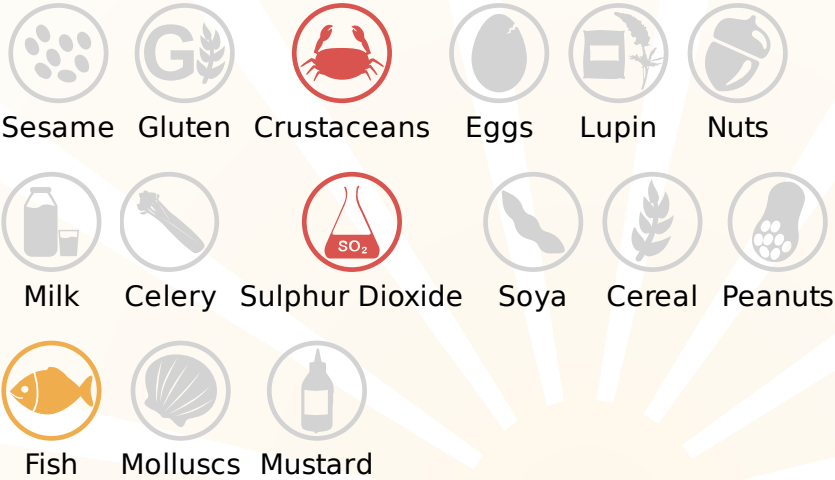 G
Sesame Gluten Crustaceans Eggs Lupin Nuts
SO₂
Milk Celery Sulphur Dioxide Soya Cereal Peanuts
Fish Molluscs Mustard